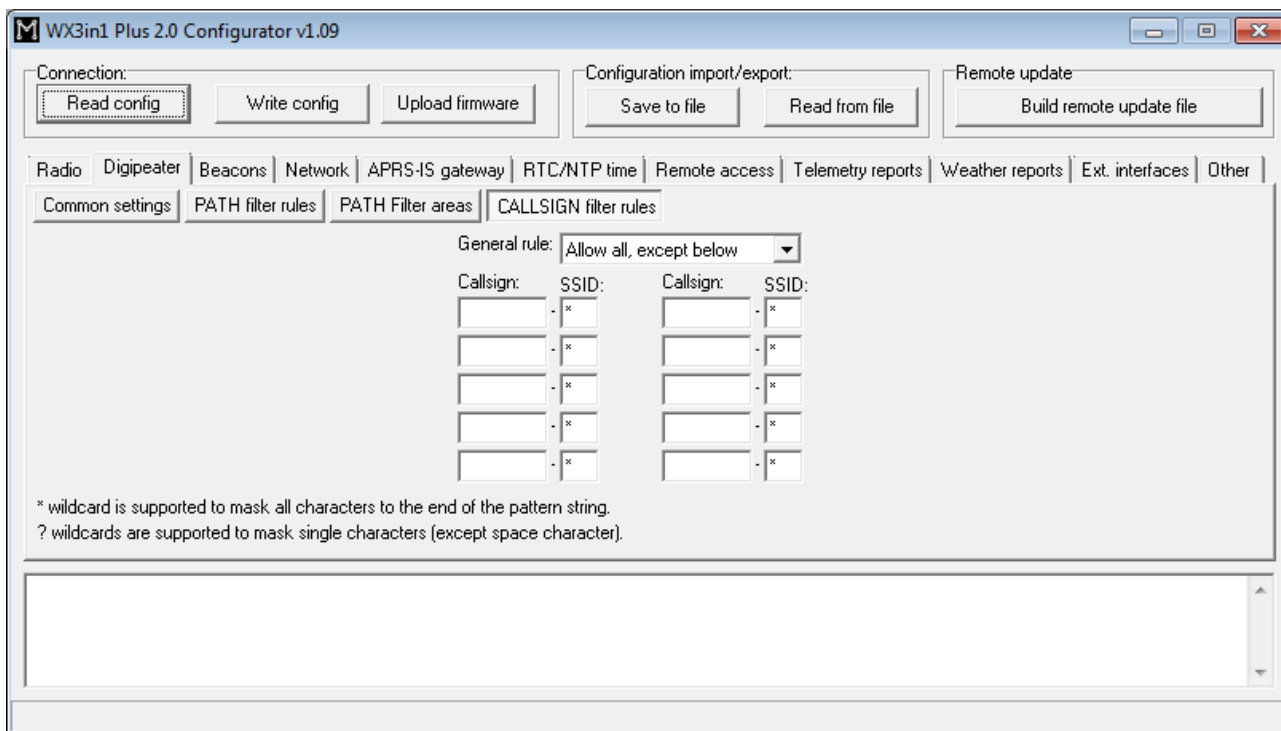 WX3in1 Plus 2.0 Configurator v1.09
Connection: Configuration import/export: Remote update
Read config Write config Upload firmware Save to file Read from file Build remote update file
Radio Digipeater Beacons Network APRS-IS gateway RTC/NTP time Remote access Telemetry reports Weather reports Ext. interfaces Other
Common settings PATH filter rules PATH Filter areas CALLSIGN filter rules
General rule: Allow all, except below
Callsign: SSID: Callsign: SSID:
- * - *
- * - *
- * - *
- * - *
- * - *
* wildcard is supported to mask all characters to the end of the pattern string.
? wildcards are supported to mask single characters (except space character).